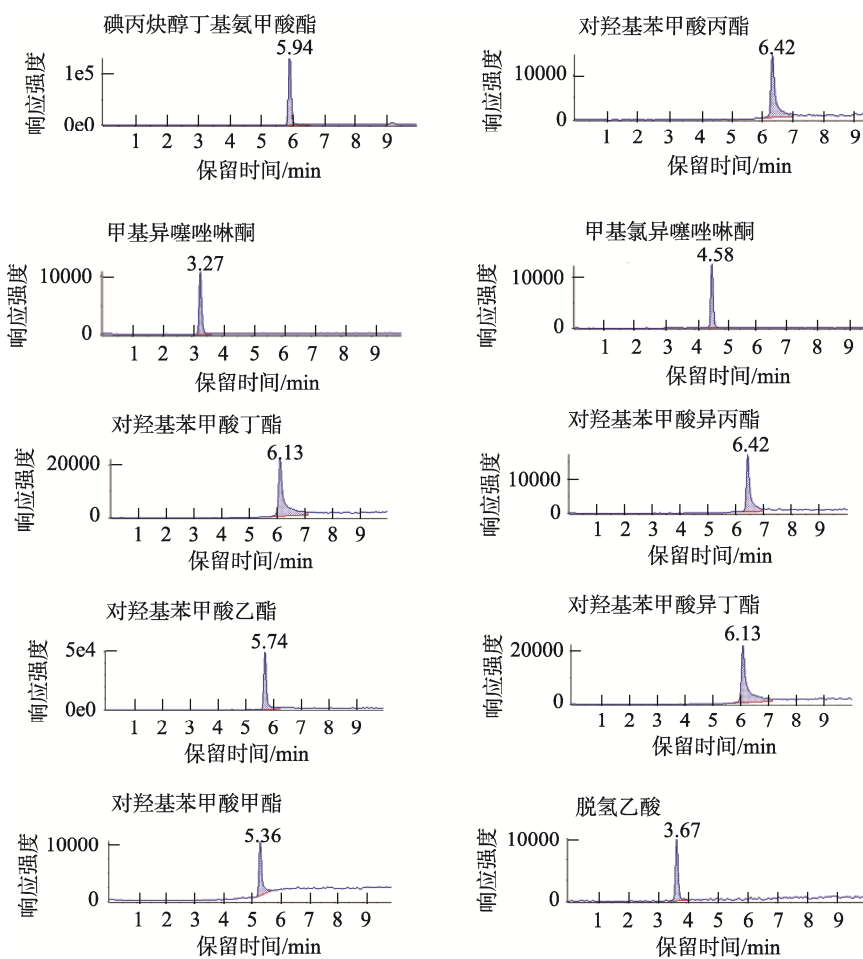 碘丙炔醇丁基氨甲酸酯
5.94
1e5
0e0
响应强度
1 2 3 4 5 6 7 8 9
保留时间/min
对羟基苯甲酸丙酯
6.42
10000
0
响应强度
1 2 3 4 5 6 7 8 9
保留时间/min
甲基异噻唑啉酮
3.27
10000
0
响应强度
1 2 3 4 5 6 7 8 9
保留时间/min
甲基氯异噻唑啉酮
4.58
10000
0
响应强度
1 2 3 4 5 6 7 8 9
保留时间/min
对羟基苯甲酸丁酯
6.13
20000
0
响应强度
1 2 3 4 5 6 7 8 9
保留时间/min
对羟基苯甲酸异丙酯
6.42
10000
0
响应强度
1 2 3 4 5 6 7 8 9
保留时间/min
对羟基苯甲酸乙酯
5.74
5e4
0e0
响应强度
1 2 3 4 5 6 7 8 9
保留时间/min
对羟基苯甲酸异丁酯
6.13
20000
0
响应强度
1 2 3 4 5 6 7 8 9
保留时间/min
对羟基苯甲酸甲酯
5.36
10000
0
响应强度
1 2 3 4 5 6 7 8 9
保留时间/min
脱氢乙酸
3.67
10000
0
响应强度
1 2 3 4 5 6 7 8 9
保留时间/min